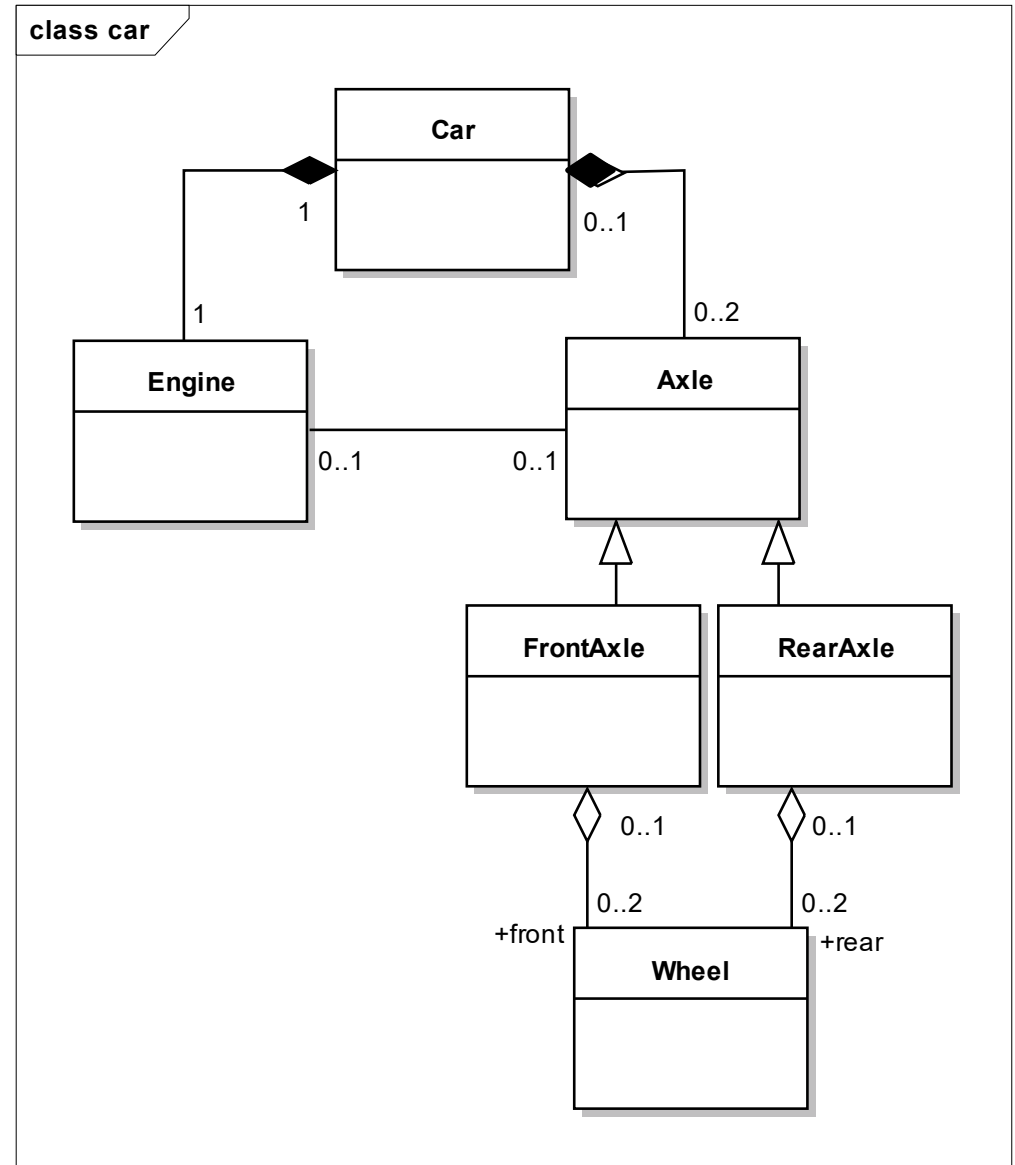 class car
Car
1
0..1
1
0..2
Engine
Axle
0..1
0..1
FrontAxle
RearAxle
0..1
0..1
0..2
0..2
+front
+rear
Wheel